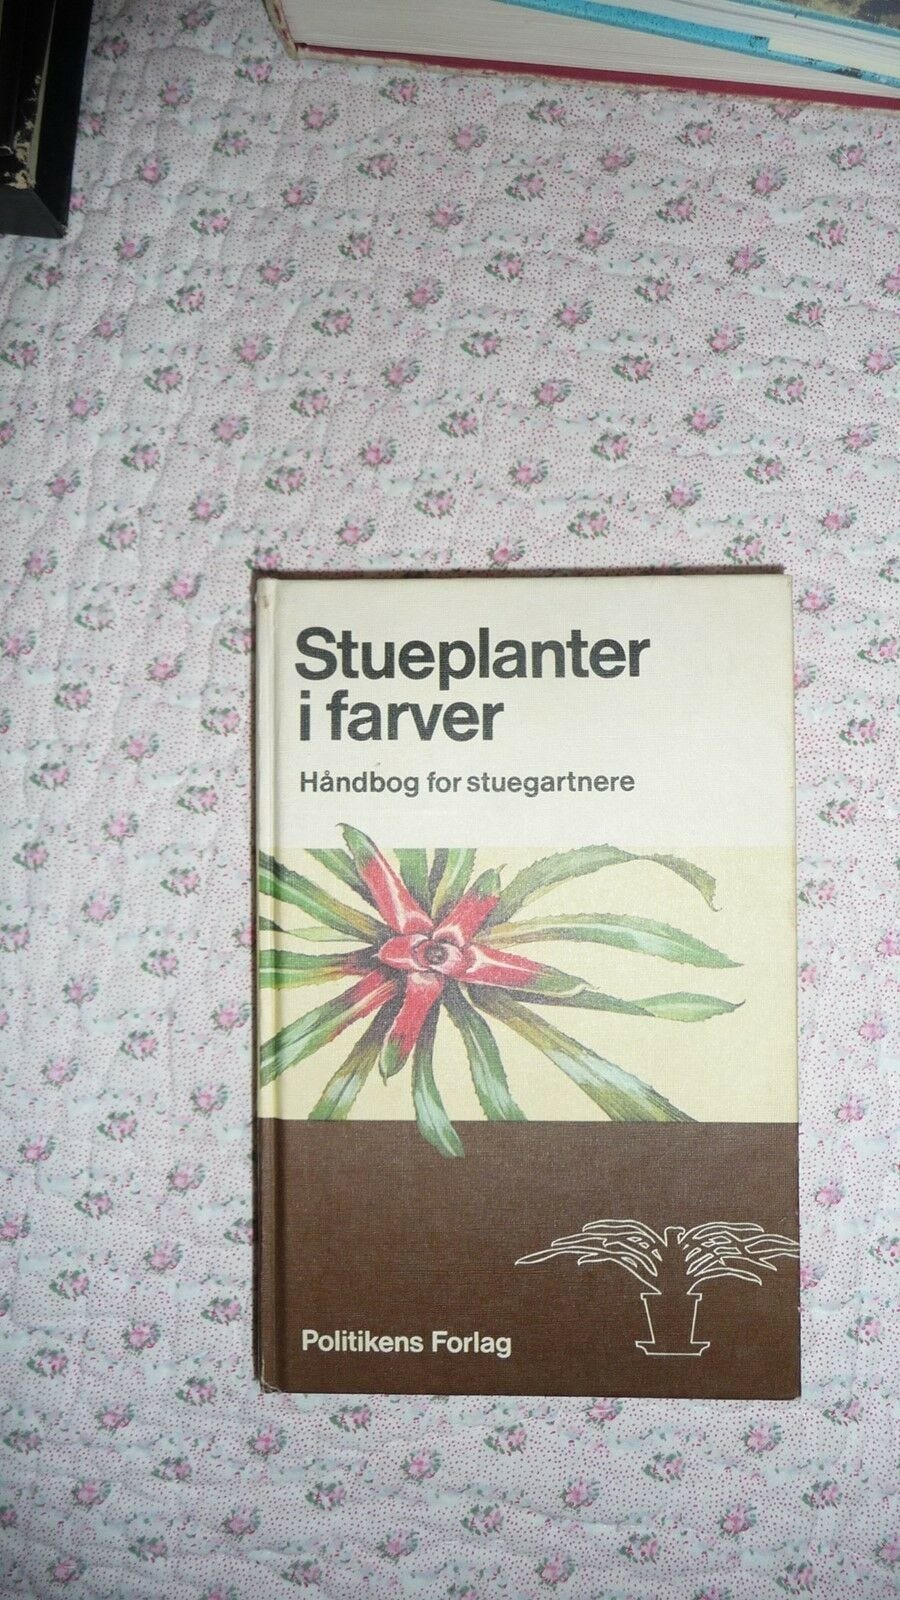 Stueplanter
i farver
Håndbog for stuegartnere
Politikens Forlag